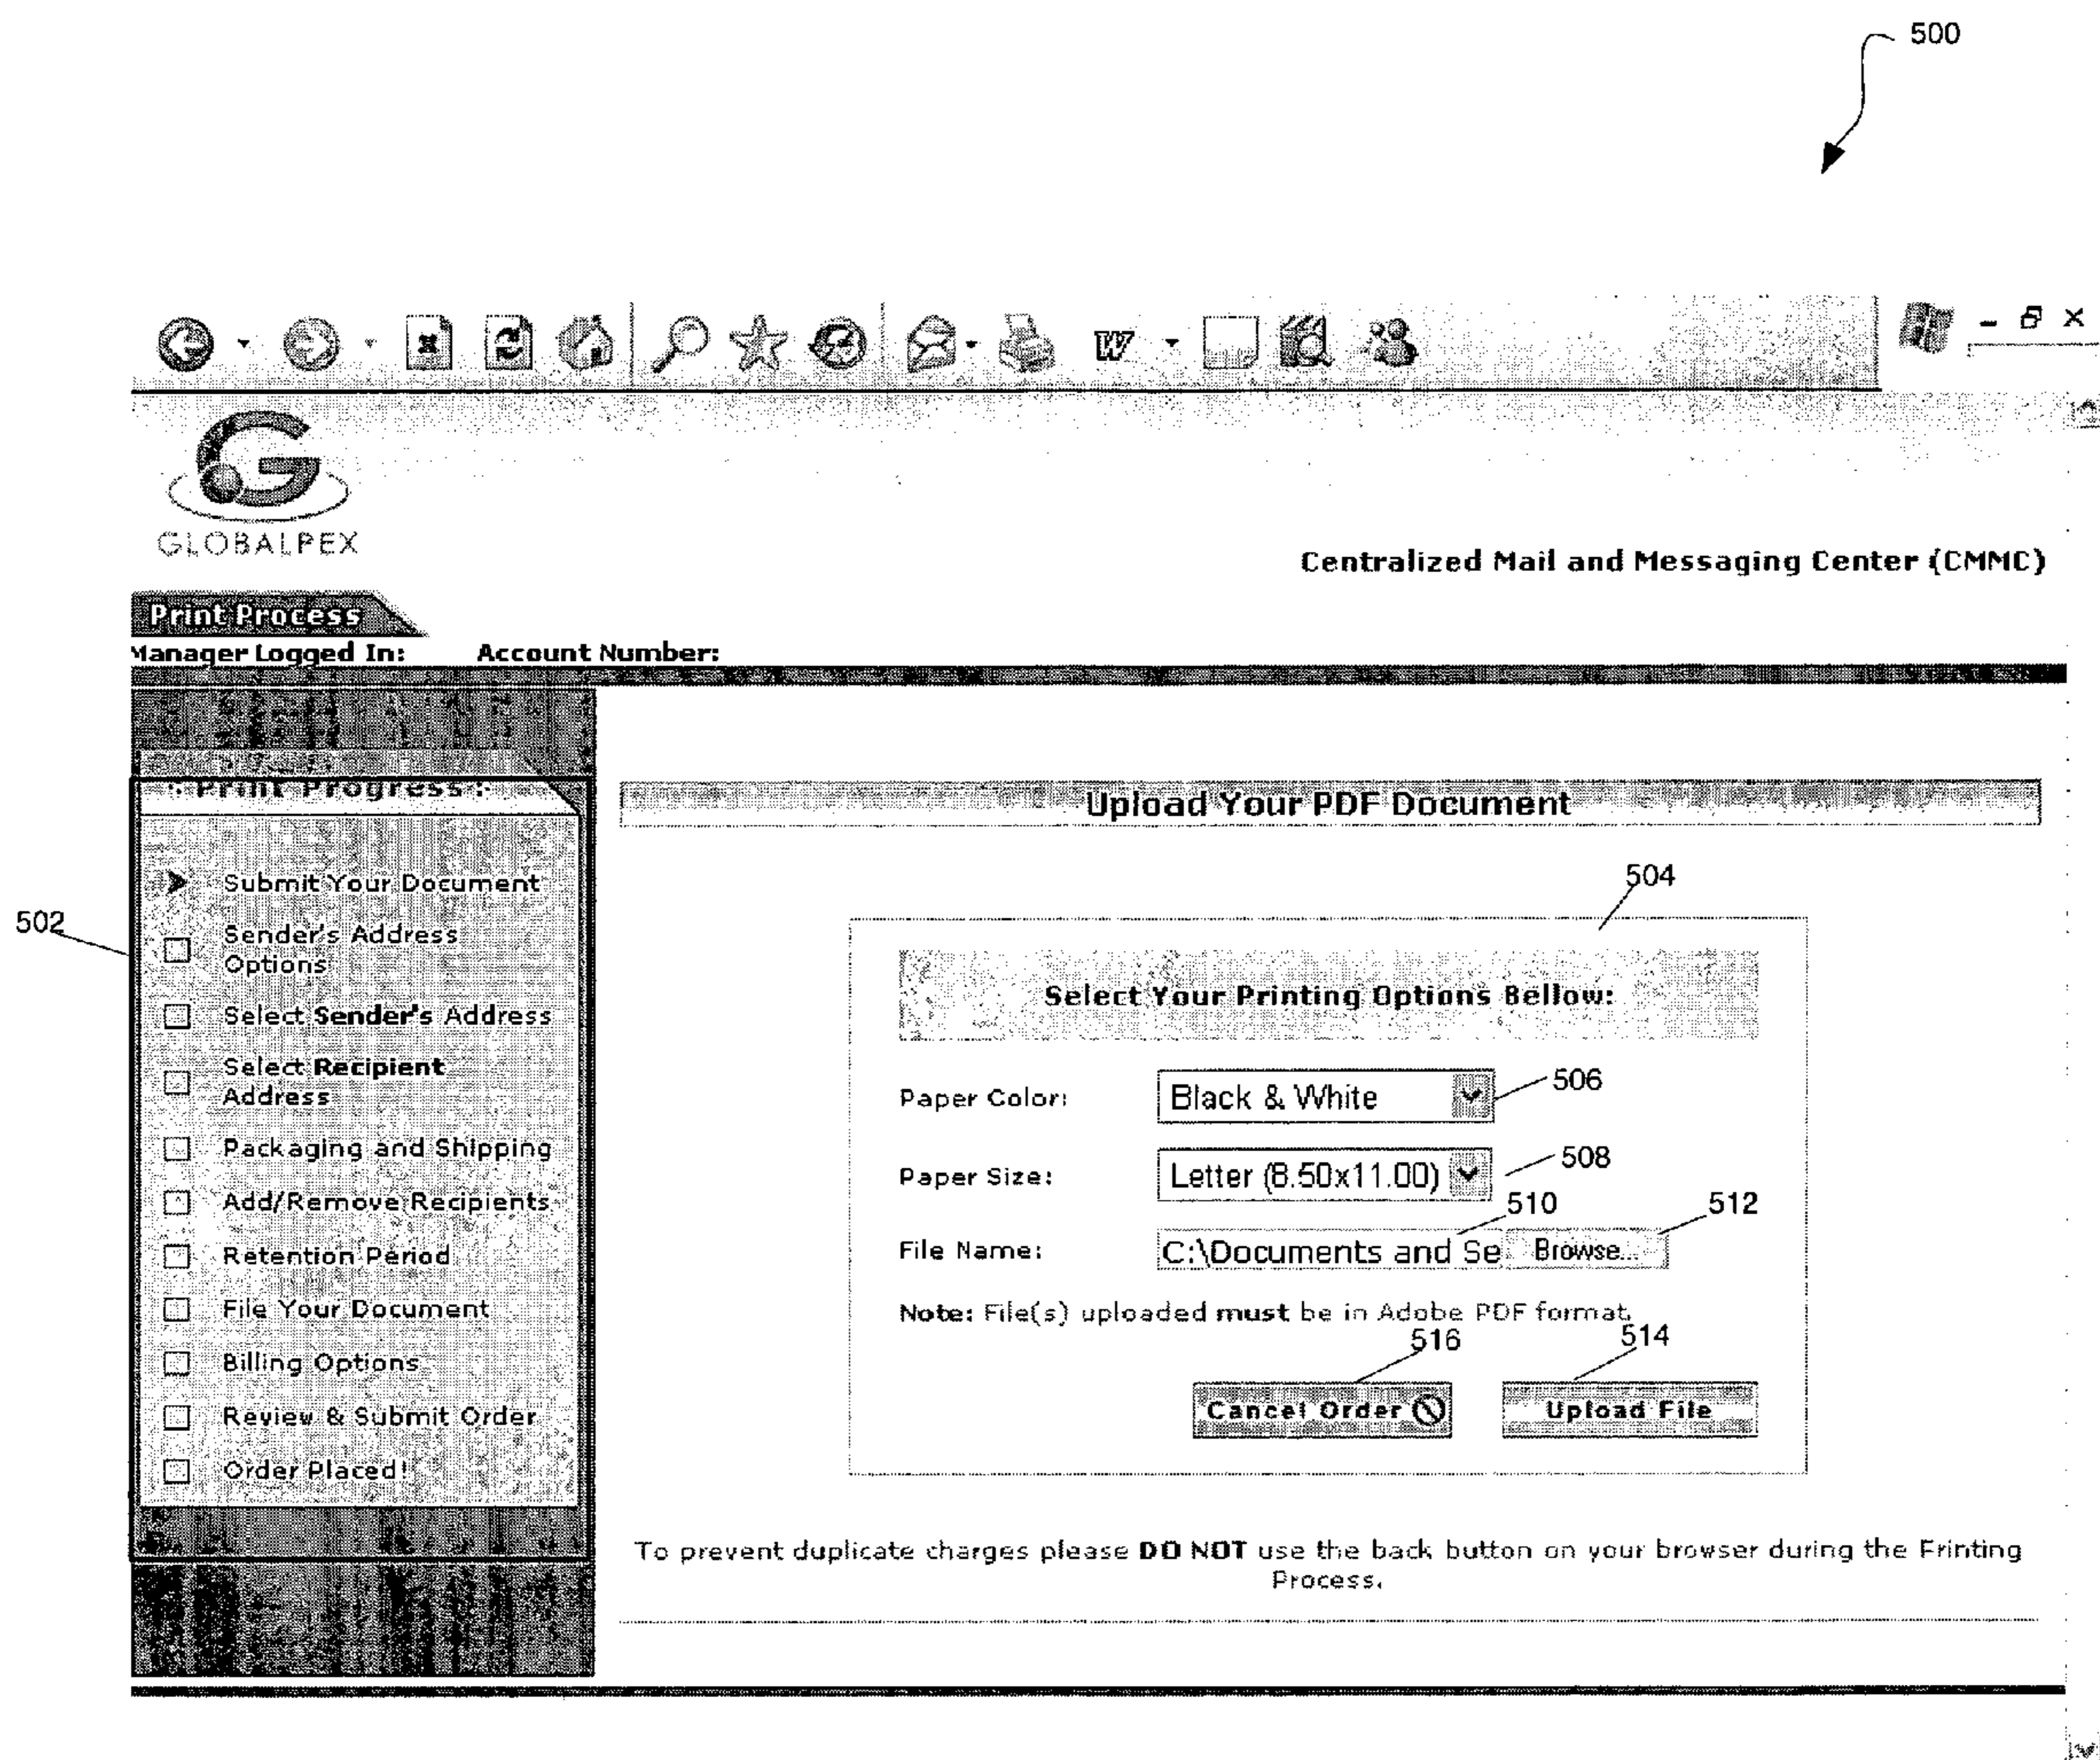 500
GLOBALPEX
Centralized Mail and Messaging Center (CMMC)
Print Process
Manager Logged In: Account Number:
:: Print Progress ::
Submit Your Document
Sender's Address
Options
Select Sender's Address
Select Recipient
Address
Packaging and Shipping
Add/Remove Recipients
Retention Period
File Your Document
Billing Options
Review & Submit Order
Order Placed!
502
Upload Your PDF Document
504
Select Your Printing Options Bellow:
Paper Color: Black & White 506
Paper Size: Letter (8.50x11.00) 508
510 512
File Name: C:\Documents and Se Browse...
Note: File(s) uploaded must be in Adobe PDF format.
516 514
Cancel Order Upload File
To prevent duplicate charges please DO NOT use the back button on your browser during the Printing
Process.